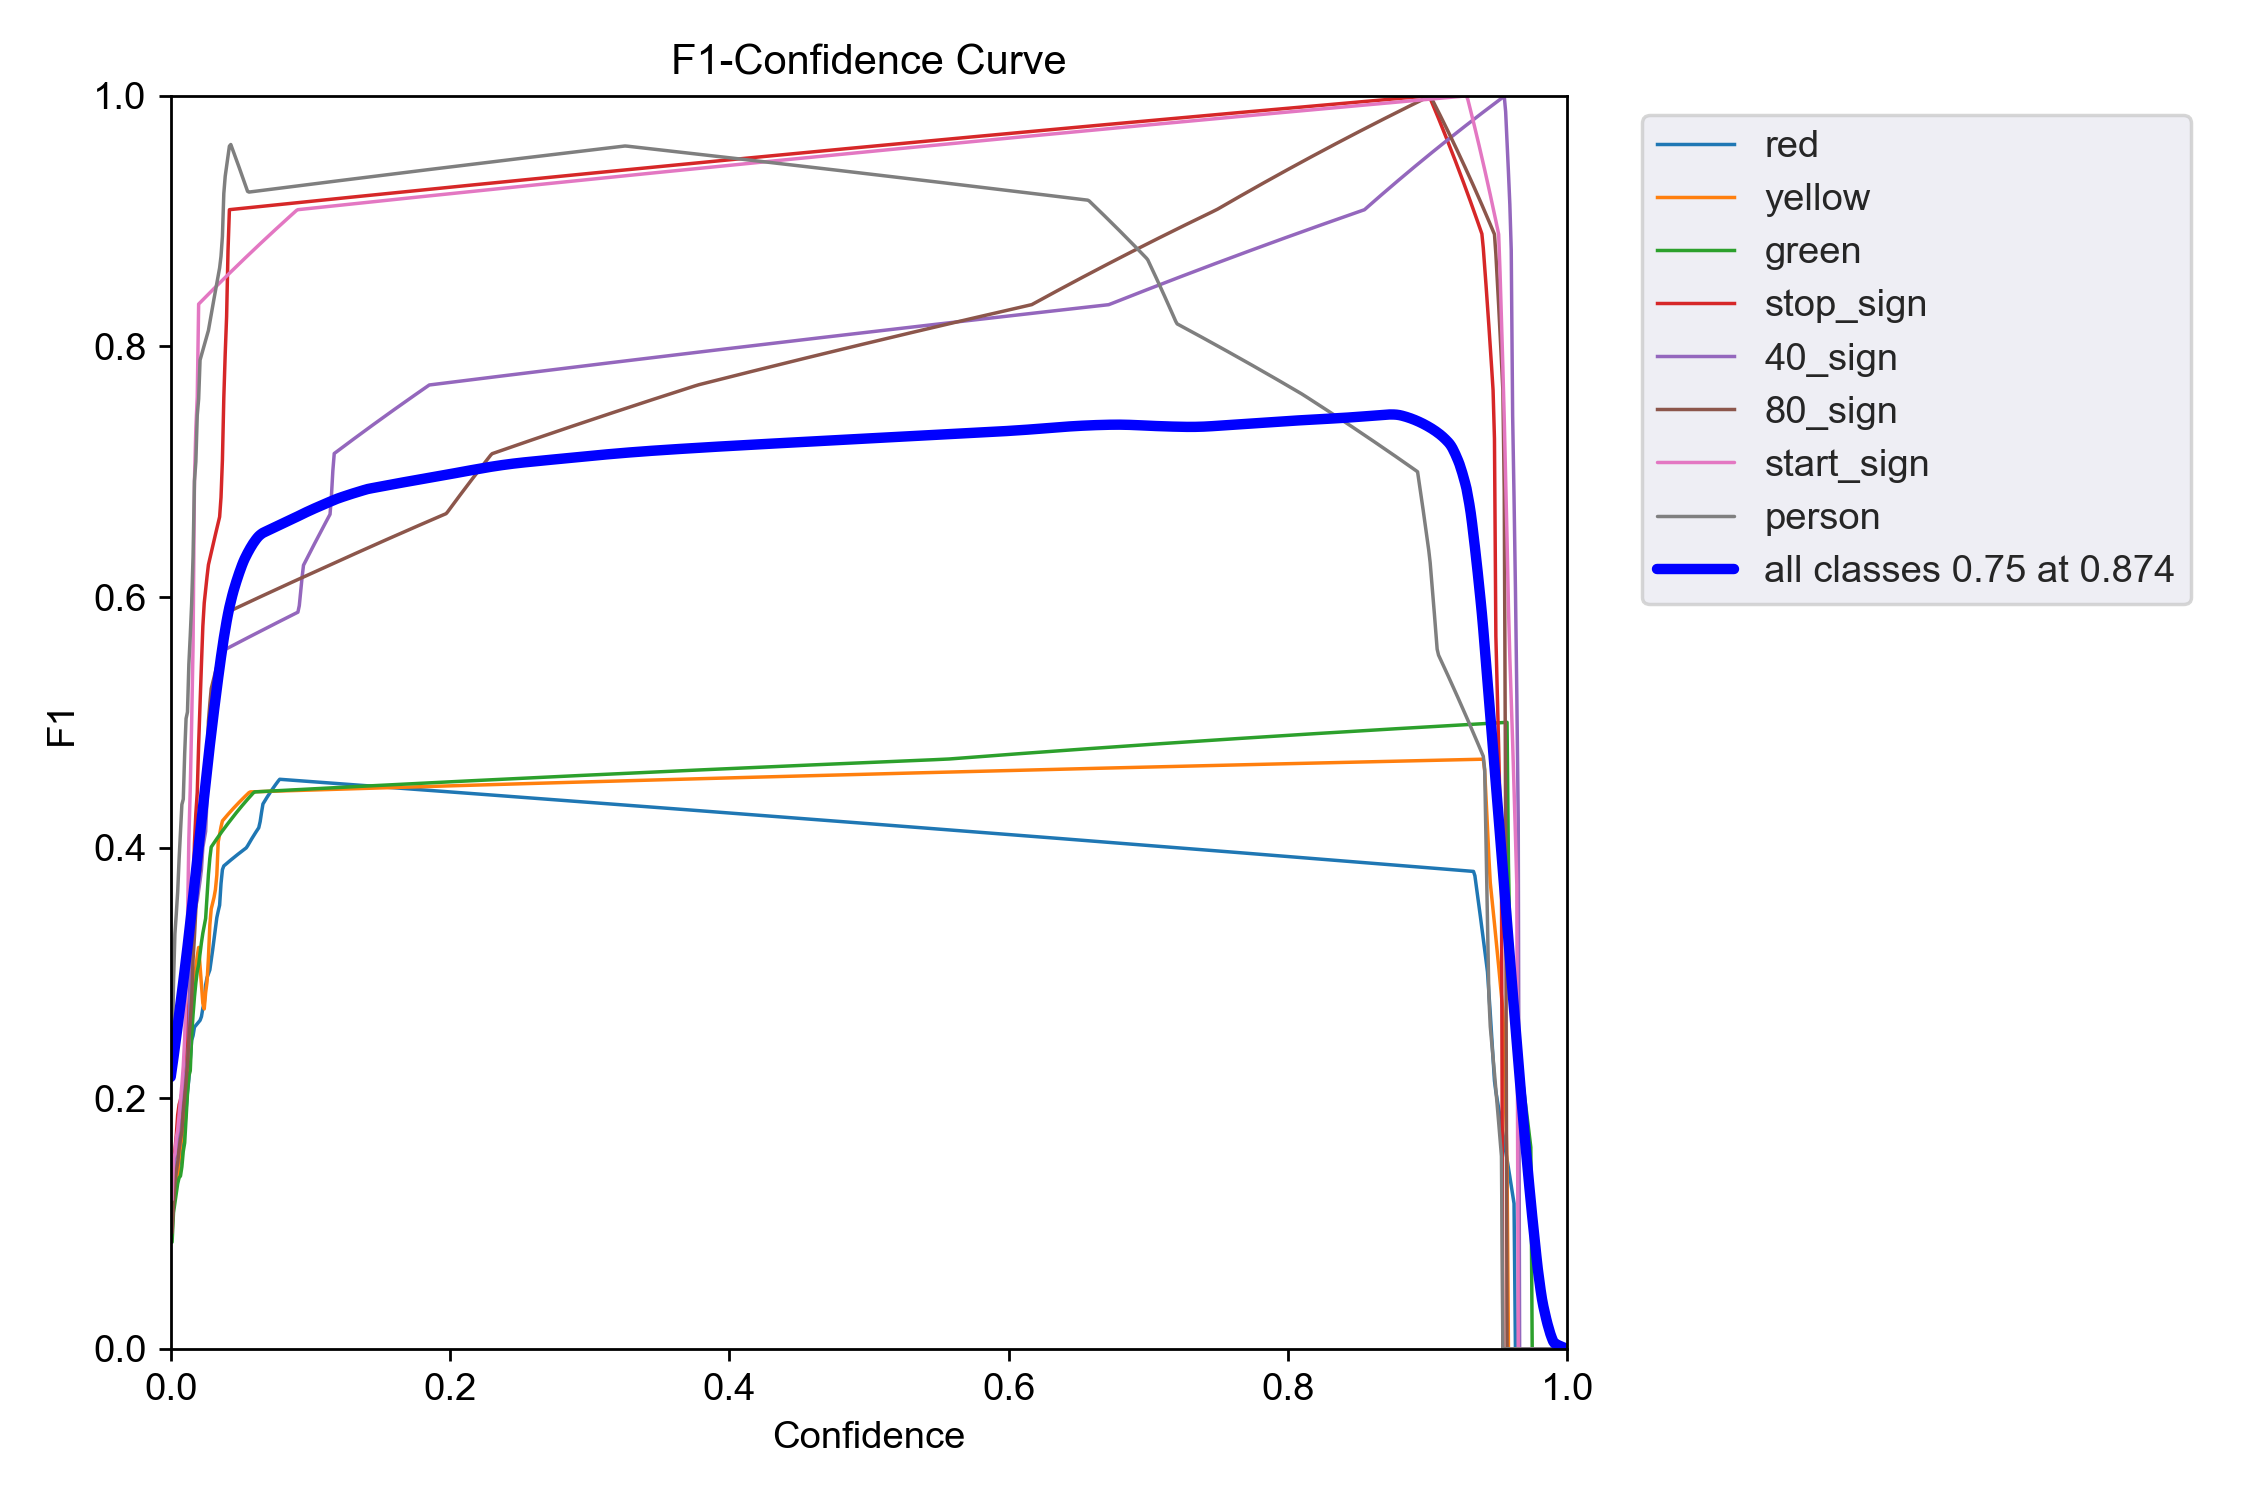 F1-Confidence Curve
1.0
0.8
0.6
0.4
0.2
0.0
F1
0.0 0.2 0.4 0.6 0.8 1.0
Confidence
red
yellow
green
stop_sign
40_sign
80_sign
start_sign
person
all classes 0.75 at 0.874